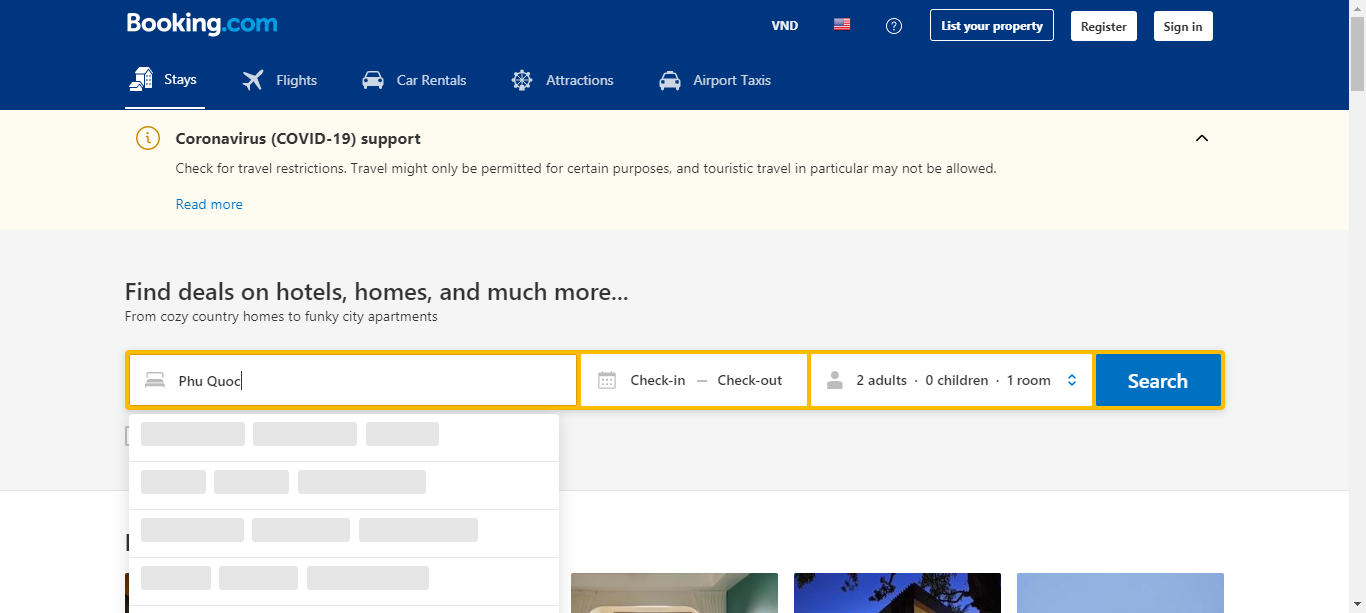 Booking.com
VND
List your property
Register
Sign in
Stays
Flights
Car Rentals
Attractions
Airport Taxis
Coronavirus (COVID-19) support
Check for travel restrictions. Travel might only be permitted for certain purposes, and touristic travel in particular may not be allowed.
Read more
Find deals on hotels, homes, and much more...
From cozy country homes to funky city apartments
Phu Quoc
Check-in — Check-out
2 adults · 0 children · 1 room
Search